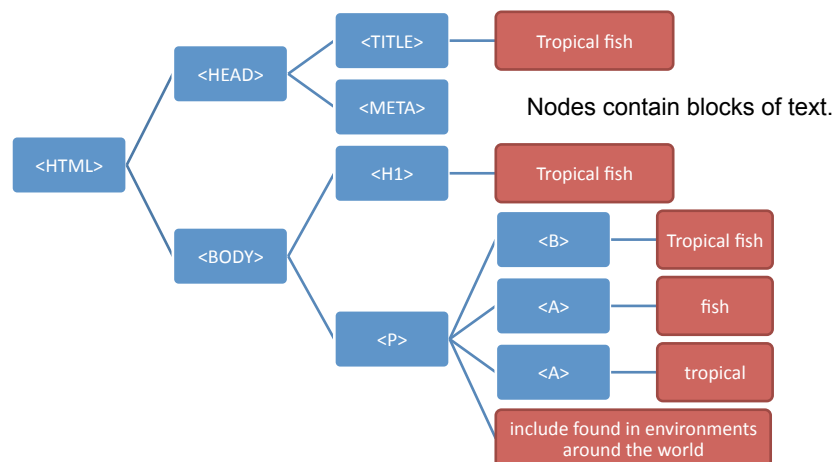 <TITLE>
Tropical fish
<HEAD>
<META>
Nodes contain blocks of text.
<HTML>
<H1>
Tropical fish
<BODY>
<B>
Tropical fish
<A>
fish
<P>
<A>
tropical
include found in environments
around the world